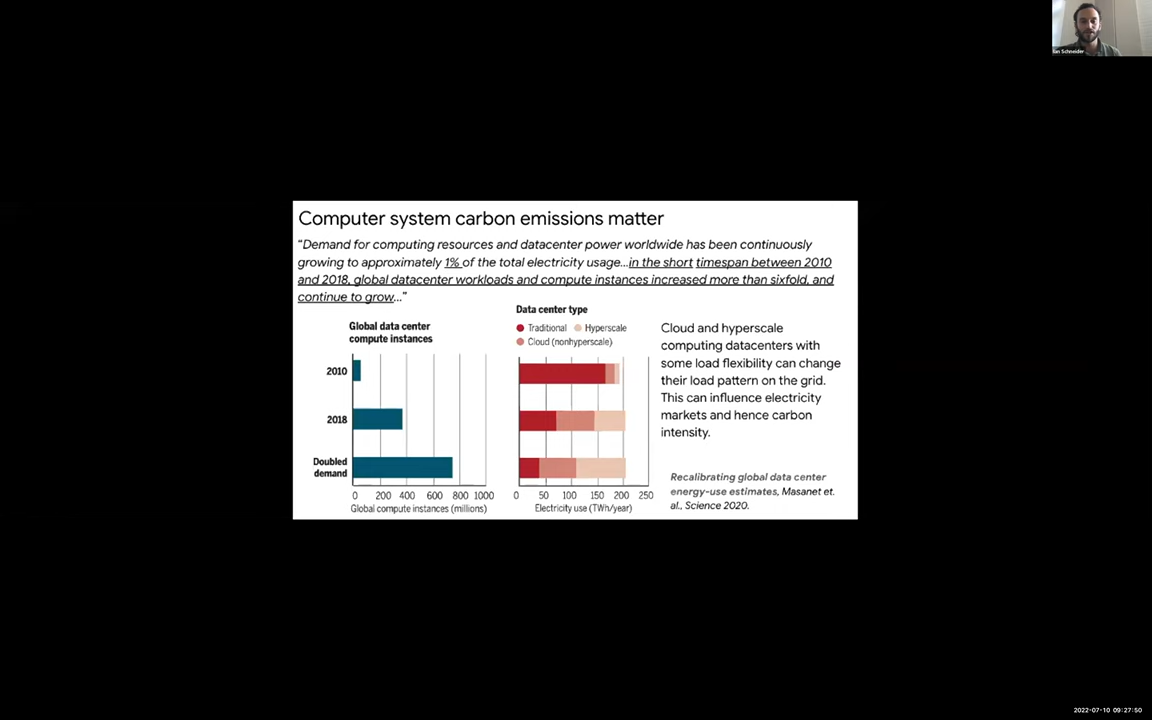 Ian Schneider
Computer system carbon emissions matter
“Demand for computing resources and datacenter power worldwide has been continuously
growing to approximately 1% of the total electricity usage...in the short timespan between 2010
and 2018, global datacenter workloads and compute instances increased more than sixfold, and
continue to grow...”
Global data center
compute instances
2010
2018
Doubled
demand
0 200 400 600 800 1000
Global compute instances (millions)
Data center type
Traditional Hyperscale
Cloud (nonhyperscale)
0 50 100 150 200 250
Electricity use (TWh/year)
Cloud and hyperscale
computing datacenters with
some load flexibility can change
their load pattern on the grid.
This can influence electricity
markets and hence carbon
intensity.
Recalibrating global data center
energy-use estimates, Masanet et.
al., Science 2020.
2022-07-10 09:27:50